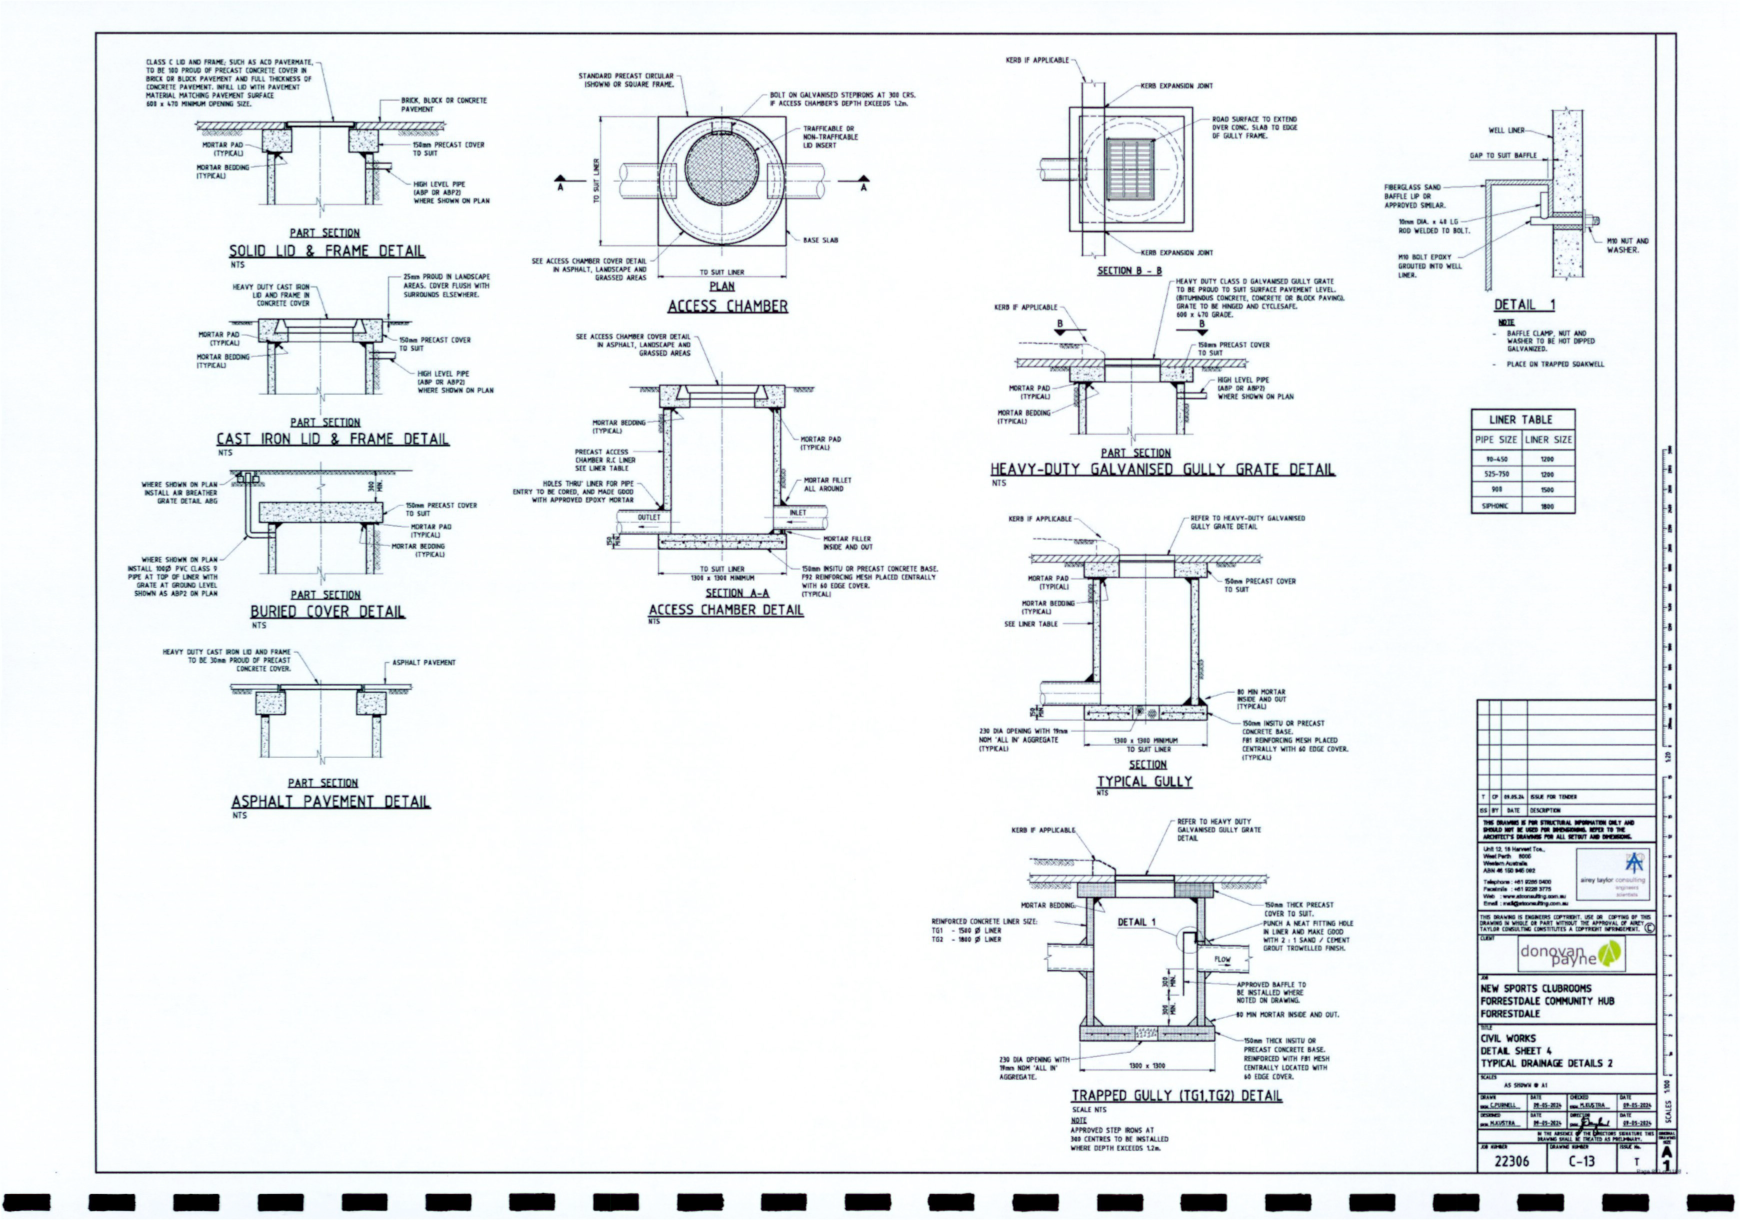 CLASS C LID AND FRAME; SUCH AS ACO PAVERMATE,
TO BE 100 PROUD OF PRECAST CONCRETE COVER IN
BRICK OR BLOCK PAVEMENT AND FULL THICKNESS OF
CONCRETE PAVEMENT. INFILL LID WITH PAVEMENT
MATERIAL MATCHING PAVEMENT SURFACE
600 x 470 MINIMUM OPENING SIZE.
BRICK, BLOCK OR CONCRETE
PAVEMENT
MORTAR PAD
(TYPICAL)
150mm PRECAST COVER
TO SUIT
MORTAR BEDDING
(TYPICAL)
HIGH LEVEL PIPE
(ABP OR ABP2)
WHERE SHOWN ON PLAN
PART SECTION
SOLID LID & FRAME DETAIL
NTS
HEAVY DUTY CAST IRON
LID AND FRAME IN
CONCRETE COVER
25mm PROUD IN LANDSCAPE
AREAS. COVER FLUSH WITH
SURROUNDS ELSEWHERE.
MORTAR PAD
(TYPICAL)
150mm PRECAST COVER
TO SUIT
MORTAR BEDDING
(TYPICAL)
HIGH LEVEL PIPE
(ABP OR ABP2)
WHERE SHOWN ON PLAN
PART SECTION
CAST IRON LID & FRAME DETAIL
NTS
WHERE SHOWN ON PLAN
INSTALL AIR BREATHER
GRATE DETAIL ABG
300
MIN.
150mm PRECAST COVER
TO SUIT
MORTAR PAD
(TYPICAL)
MORTAR BEDDING
(TYPICAL)
WHERE SHOWN ON PLAN
INSTALL 100Ø PVC CLASS 9
PIPE AT TOP OF LINER WITH
GRATE AT GROUND LEVEL
SHOWN AS ABP2 ON PLAN
PART SECTION
BURIED COVER DETAIL
NTS
HEAVY DUTY CAST IRON LID AND FRAME
TO BE 30mm PROUD OF PRECAST
CONCRETE COVER.
ASPHALT PAVEMENT
PART SECTION
ASPHALT PAVEMENT DETAIL
NTS
STANDARD PRECAST CIRCULAR
(SHOWN) OR SQUARE FRAME.
BOLT ON GALVANISED STEPIRONS AT 300 CRS.
IF ACCESS CHAMBER'S DEPTH EXCEEDS 1.2m.
TRAFFICABLE OR
NON-TRAFFICABLE
LID INSERT
TO SUIT LINER
A
A
BASE SLAB
SEE ACCESS CHAMBER COVER DETAIL
IN ASPHALT, LANDSCAPE AND
GRASSED AREAS
TO SUIT LINER
PLAN
ACCESS CHAMBER
SEE ACCESS CHAMBER COVER DETAIL
IN ASPHALT, LANDSCAPE AND
GRASSED AREAS
MORTAR BEDDING
(TYPICAL)
MORTAR PAD
(TYPICAL)
PRECAST ACCESS
CHAMBER R.C LINER
SEE LINER TABLE
HOLES THRU' LINER FOR PIPE
ENTRY TO BE CORED, AND MADE GOOD
WITH APPROVED EPOXY MORTAR
MORTAR FILLET
ALL AROUND
OUTLET
INLET
150
MIN.
MORTAR FILLER
INSIDE AND OUT
TO SUIT LINER
1300 x 1300 MINIMUM
150mm INSITU OR PRECAST CONCRETE BASE.
F92 REINFORCING MESH PLACED CENTRALLY
WITH 60 EDGE COVER.
(TYPICAL)
SECTION A-A
ACCESS CHAMBER DETAIL
NTS
KERB IF APPLICABLE
KERB EXPANSION JOINT
ROAD SURFACE TO EXTEND
OVER CONC. SLAB TO EDGE
OF GULLY FRAME.
KERB EXPANSION JOINT
SECTION B - B
HEAVY DUTY CLASS D GALVANISED GULLY GRATE
TO BE PROUD TO SUIT SURFACE PAVEMENT LEVEL.
(BITUMINOUS CONCRETE, CONCRETE OR BLOCK PAVING).
GRATE TO BE HINGED AND CYCLESAFE.
600 x 470 GRADE.
KERB IF APPLICABLE
B
B
150mm PRECAST COVER
TO SUIT
MORTAR PAD
(TYPICAL)
HIGH LEVEL PIPE
(ABP OR ABP2)
WHERE SHOWN ON PLAN
MORTAR BEDDING
(TYPICAL)
PART SECTION
HEAVY-DUTY GALVANISED GULLY GRATE DETAIL
NTS
KERB IF APPLICABLE
REFER TO HEAVY-DUTY GALVANISED
GULLY GRATE DETAIL
MORTAR PAD
(TYPICAL)
150mm PRECAST COVER
TO SUIT
MORTAR BEDDING
(TYPICAL)
SEE LINER TABLE
80 MIN MORTAR
INSIDE AND OUT
(TYPICAL)
150
MIN.
230 DIA OPENING WITH 19mm
NOM 'ALL IN' AGGREGATE
(TYPICAL)
1300 x 1300 MINIMUM
TO SUIT LINER
150mm INSITU OR PRECAST
CONCRETE BASE.
F81 REINFORCING MESH PLACED
CENTRALLY WITH 60 EDGE COVER.
(TYPICAL)
SECTION
TYPICAL GULLY
NTS
KERB IF APPLICABLE
REFER TO HEAVY DUTY
GALVANISED GULLY GRATE
DETAIL
MORTAR BEDDING
150mm THICK PRECAST
COVER TO SUIT.
REINFORCED CONCRETE LINER SIZE:
TG1 - 1500 Ø LINER
TG2 - 1800 Ø LINER
DETAIL 1
PUNCH A NEAT FITTING HOLE
IN LINER AND MAKE GOOD
WITH 2 : 1 SAND / CEMENT
GROUT TROWELLED FINISH.
FLOW
300
MIN.
300
MIN.
APPROVED BAFFLE TO
BE INSTALLED WHERE
NOTED ON DRAWING.
80 MIN MORTAR INSIDE AND OUT.
230 DIA OPENING WITH
19mm NOM 'ALL IN'
AGGREGATE.
1300 x 1300
150mm THICK INSITU OR
PRECAST CONCRETE BASE.
REINFORCED WITH F81 MESH
CENTRALLY LOCATED WITH
60 EDGE COVER.
TRAPPED GULLY (TG1,TG2) DETAIL
SCALE NTS
NOTE
APPROVED STEP IRONS AT
300 CENTRES TO BE INSTALLED
WHERE DEPTH EXCEEDS 1.2m.
WELL LINER
GAP TO SUIT BAFFLE
FIBERGLASS SAND
BAFFLE LIP OR
APPROVED SIMILAR.
10mm DIA. x 40 LG
ROD WELDED TO BOLT.
M10 NUT AND
WASHER.
M10 BOLT EPOXY
GROUTED INTO WELL
LINER.
DETAIL 1
NOTE
- BAFFLE CLAMP, NUT AND
WASHER TO BE HOT DIPPED
GALVANIZED.
- PLACE ON TRAPPED SOAKWELL
LINER TABLE
PIPE SIZE LINER SIZE
90-450 1200
525-750 1200
900 1500
SIPHONIC 1800
T CP 09.05.24 ISSUE FOR TENDER
ISS BY DATE DESCRIPTION
THIS DRAWING IS FOR STRUCTURAL INFORMATION ONLY AND
SHOULD NOT BE USED FOR DIMENSIONING. REFER TO THE
ARCHITECT'S DRAWINGS FOR ALL SETOUT AND DIMENSIONS.
Unit 12, 18 Harvest Tce.,
West Perth 6005
Western Australia
airey taylor consulting
engineers
scientists
THIS DRAWING IS ENGINEERS COPYRIGHT. USE OR COPYING OF THIS
DRAWING IN WHOLE OR PART WITHOUT THE APPROVAL OF AIREY
TAYLOR CONSULTING CONSTITUTES A COPYRIGHT INFRINGEMENT. ©
CLIENT
donovan
payne
JOB
NEW SPORTS CLUBROOMS
FORRESTDALE COMMUNITY HUB
FORRESTDALE
TITLE
CIVIL WORKS
DETAIL SHEET 4
TYPICAL DRAINAGE DETAILS 2
SCALES
AS SHOWN @ A1
DRAWN DATE CHECKED DATE
C.PURNELL 09-05-2024 M.KUSTRA 09-05-2024
DESIGNED DATE DIRECTOR DATE
M.KUSTRA 09-05-2024 09-05-2024
IN THE ABSENCE OF THE DIRECTORS SIGNATURE THIS
DRAWING SHALL BE TREATED AS PRELIMINARY.
JOB NUMBER DRAWING NUMBER ISSUE No.
22306 C-13 T
A
1
1:20
1:100
SCALES